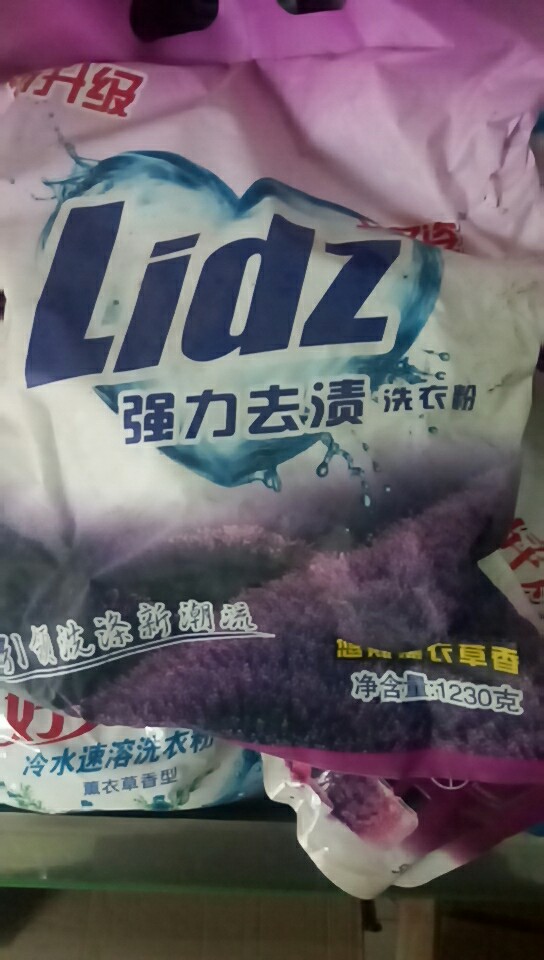 升级
Lidz
强力去渍 洗衣粉
引领洗涤新潮流
薰衣草香
净含量:1230克
冷水速溶洗衣粉
薰衣草香型